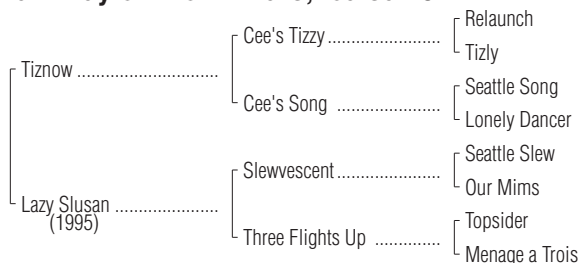 Relaunch
Cee's Tizzy
Tizly
Tiznow
Seattle Song
Cee's Song
Lonely Dancer
Seattle Slew
Slewvescent
Our Mims
Lazy Slusan
(1995)
Topsider
Three Flights Up
Menage a Trois